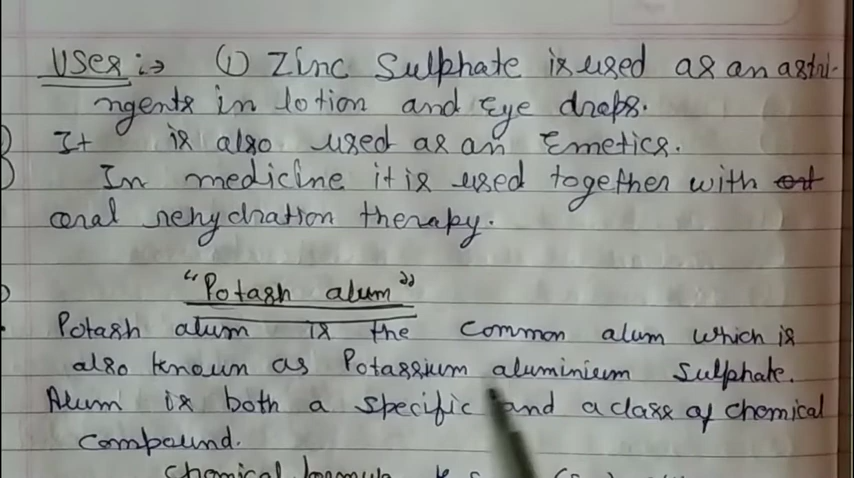 Uses :→ (1) Zinc Sulphate is used as an astri-
ngents in lotion and Eye drops.
It is also used as an Emetics.
In medicine it is used together with
oral rehydration therapy.
"Potash alum"
Potash alum is the common alum which is
also known as Potassium aluminium Sulphate.
Alum is both a specific and a class of chemical
compound.
chemical formula